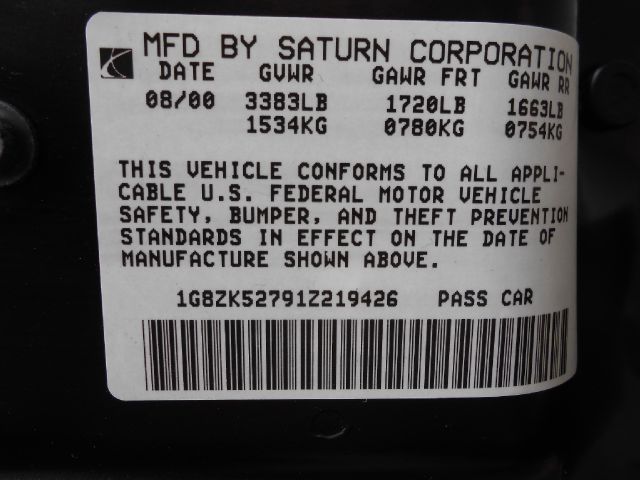 MFD BY SATURN CORPORATION
DATE GVWR GAWR FRT GAWR RR
08/00 3383LB 1720LB 1663LB
1534KG 0780KG 0754KG
THIS VEHICLE CONFORMS TO ALL APPLI-
CABLE U.S. FEDERAL MOTOR VEHICLE
SAFETY, BUMPER, AND THEFT PREVENTION
STANDARDS IN EFFECT ON THE DATE OF
MANUFACTURE SHOWN ABOVE.
1G8ZK52791Z219426 PASS CAR